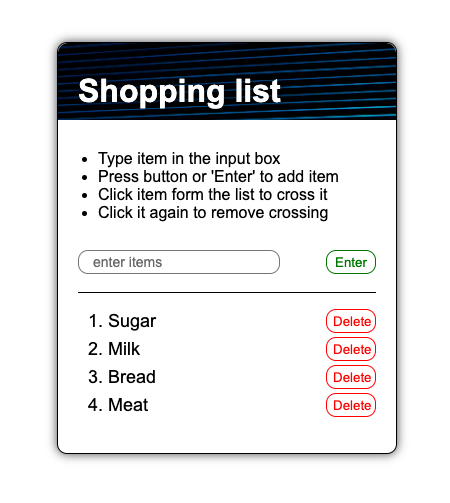 Shopping list
• Type item in the input box
• Press button or 'Enter' to add item
• Click item form the list to cross it
• Click it again to remove crossing
enter items Enter
1. Sugar Delete
2. Milk Delete
3. Bread Delete
4. Meat Delete